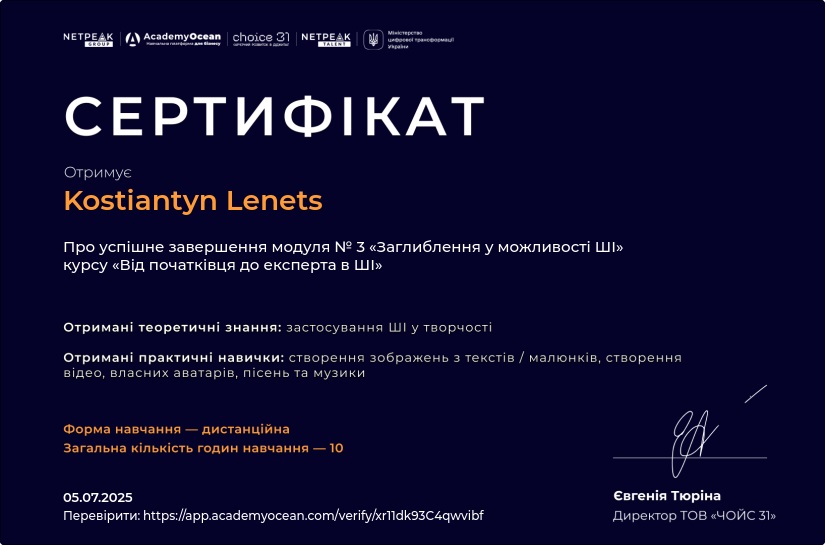 NETPEAK GROUP
AcademyOcean
Навчальна платформа для бізнесу
choice 31
NETPEAK TALENT
Міністерство
цифрової трансформації
України
СЕРТИФІКАТ
Отримує
Kostiantyn Lenets
Про успішне завершення модуля № 3 «Заглиблення у можливості ШІ»
курсу «Від початківця до експерта в ШІ»
Отримані теоретичні знання: застосування ШІ у творчості
Отримані практичні навички: створення зображень з текстів / малюнків, створення
відео, власних аватарів, пісень та музики
Форма навчання — дистанційна
Загальна кількість годин навчання — 10
05.07.2025
Перевірити: https://app.academyocean.com/verify/xr11dk93C4qwvibf
Євгенія Тюріна
Директор ТОВ «ЧОЙС 31»